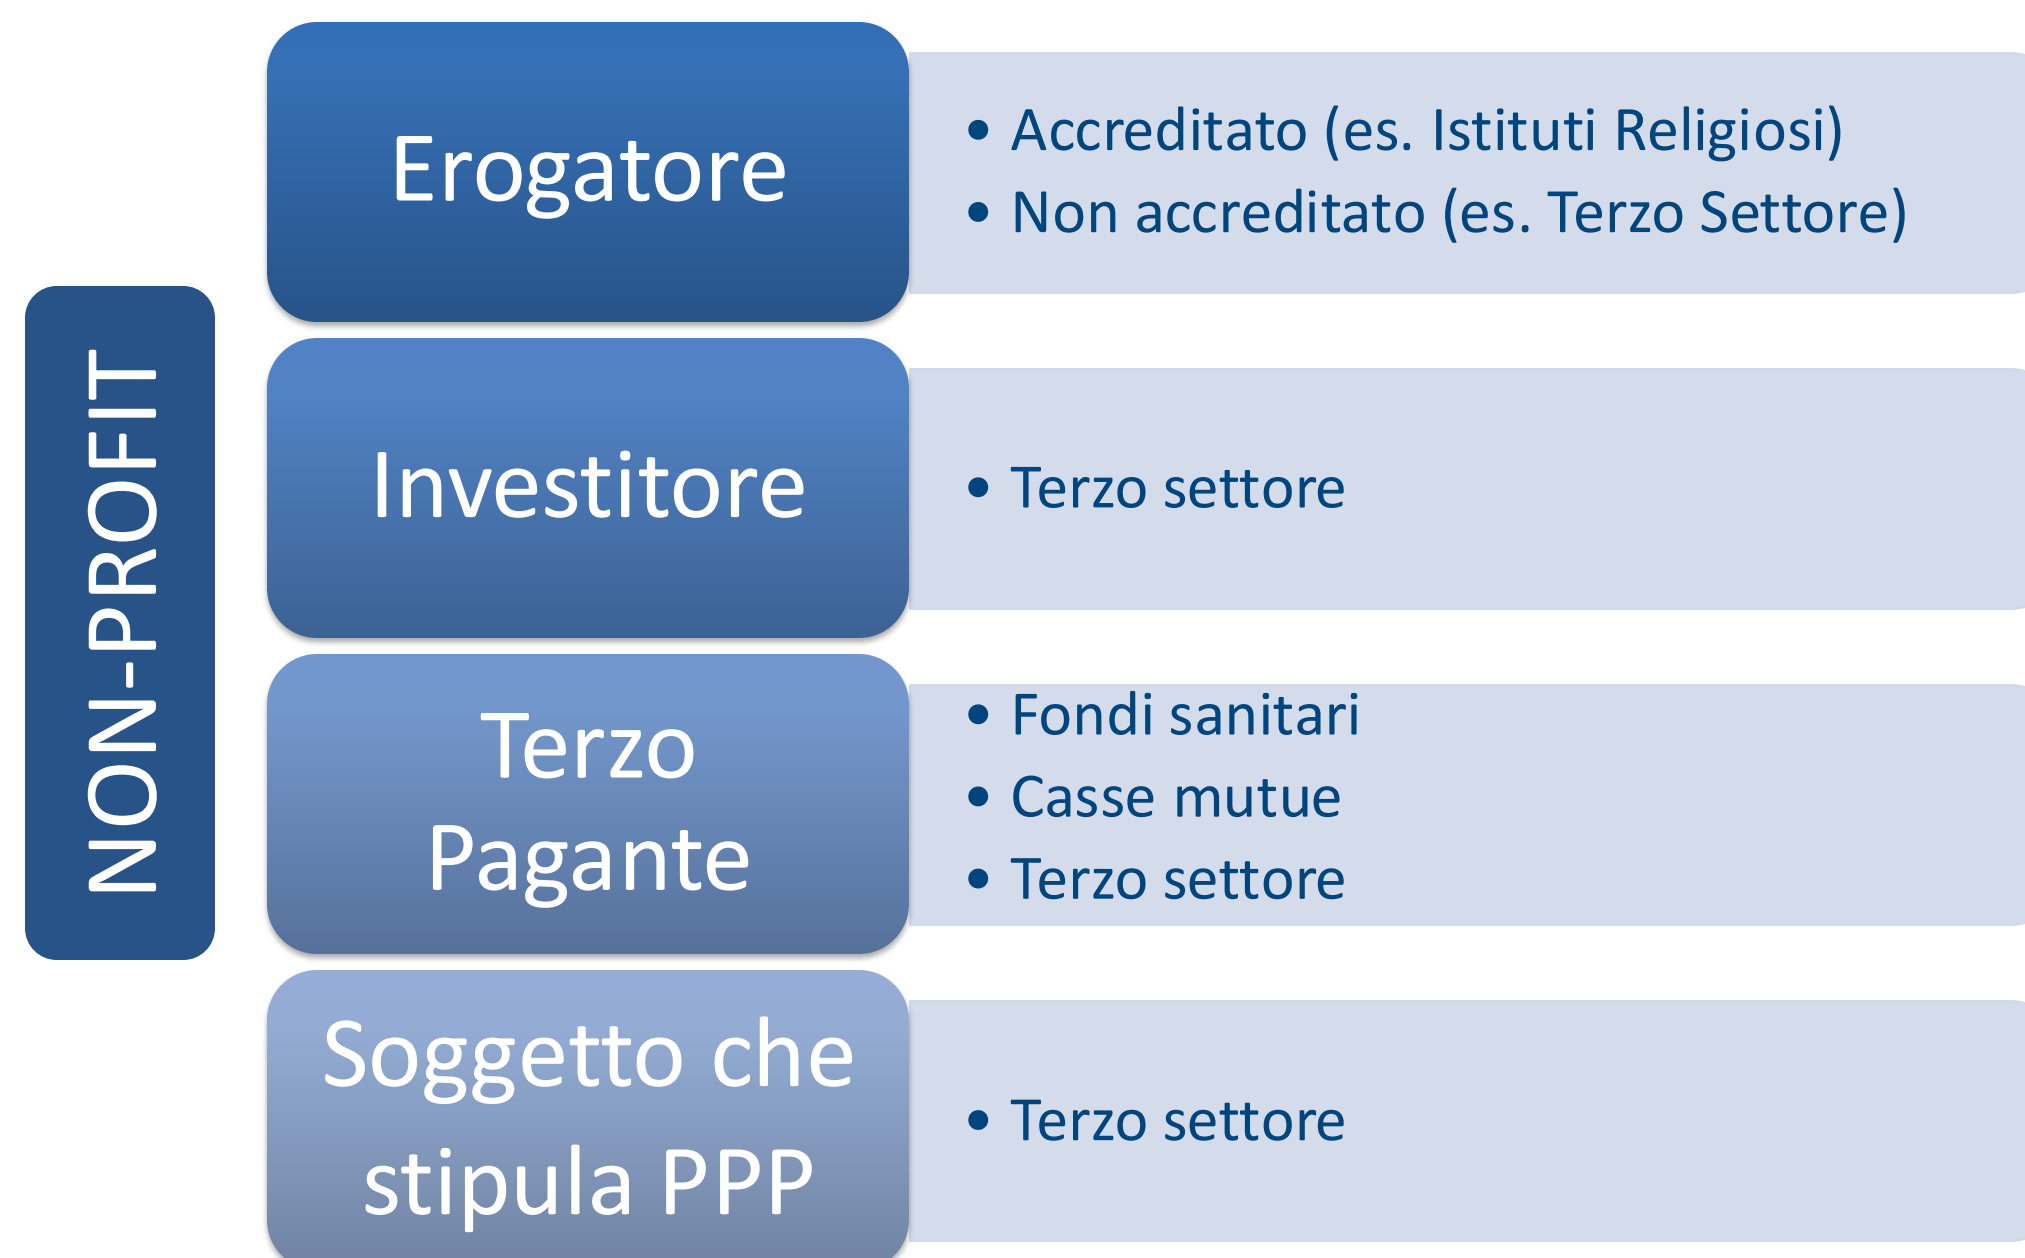 NON-PROFIT
Erogatore
• Accreditato (es. Istituti Religiosi)
• Non accreditato (es. Terzo Settore)
Investitore
• Terzo settore
Terzo
Pagante
• Fondi sanitari
• Casse mutue
• Terzo settore
Soggetto che
stipula PPP
• Terzo settore